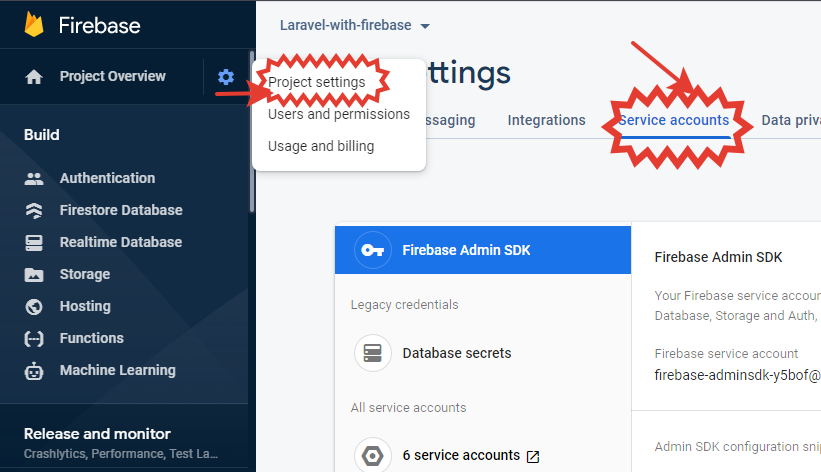 Firebase
Project Overview
Build
Authentication
Firestore Database
Realtime Database
Storage
Hosting
Functions
Machine Learning
Release and monitor
Crashlytics, Performance, Test La...
Laravel-with-firebase
ttings
Project settings
Users and permissions
Usage and billing
ssaging Integrations Service accounts Data priva
Firebase Admin SDK
Legacy credentials
Database secrets
All service accounts
6 service accounts
Firebase Admin SDK
Your Firebase service accoun
Database, Storage and Auth,
Firebase service account
firebase-adminsdk-y5bof@
Admin SDK configuration snip